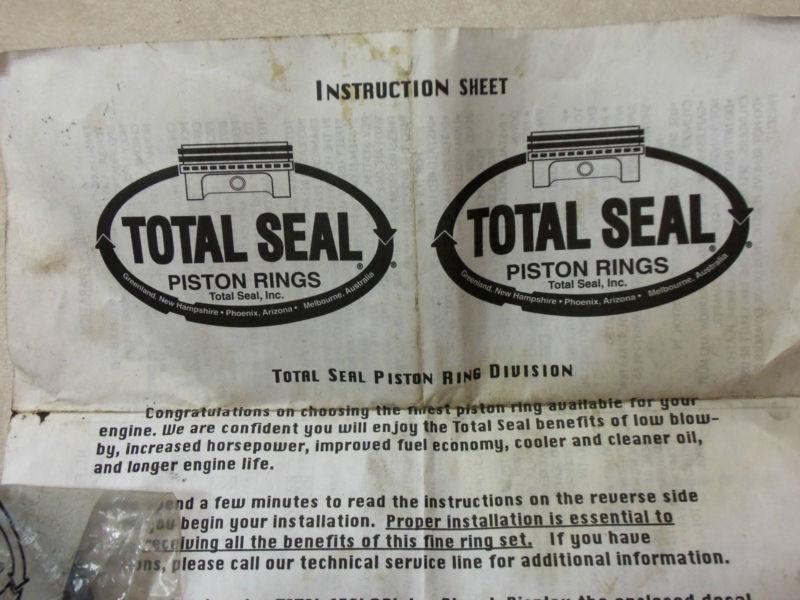 INSTRUCTION SHEET
TOTAL SEAL®
PISTON RINGS
Total Seal, Inc.
Greenland, New Hampshire • Phoenix, Arizona • Melbourne, Australia
®
TOTAL SEAL®
PISTON RINGS
Total Seal, Inc.
Greenland, New Hampshire • Phoenix, Arizona • Melbourne, Australia
®
TOTAL SEAL PISTON RING DIVISION
Congratulations on choosing the finest piston ring available for your
engine. We are confident you will enjoy the Total Seal benefits of low blow-
by, increased horsepower, improved fuel economy, cooler and cleaner oil,
and longer engine life.
a few minutes to read the instructions on the reverse side
you begin your installation. Proper installation is essential to
receiving all the benefits of this fine ring set. If you have
please call our technical service line for additional information.
TOTAL SEAL the enclosed decal